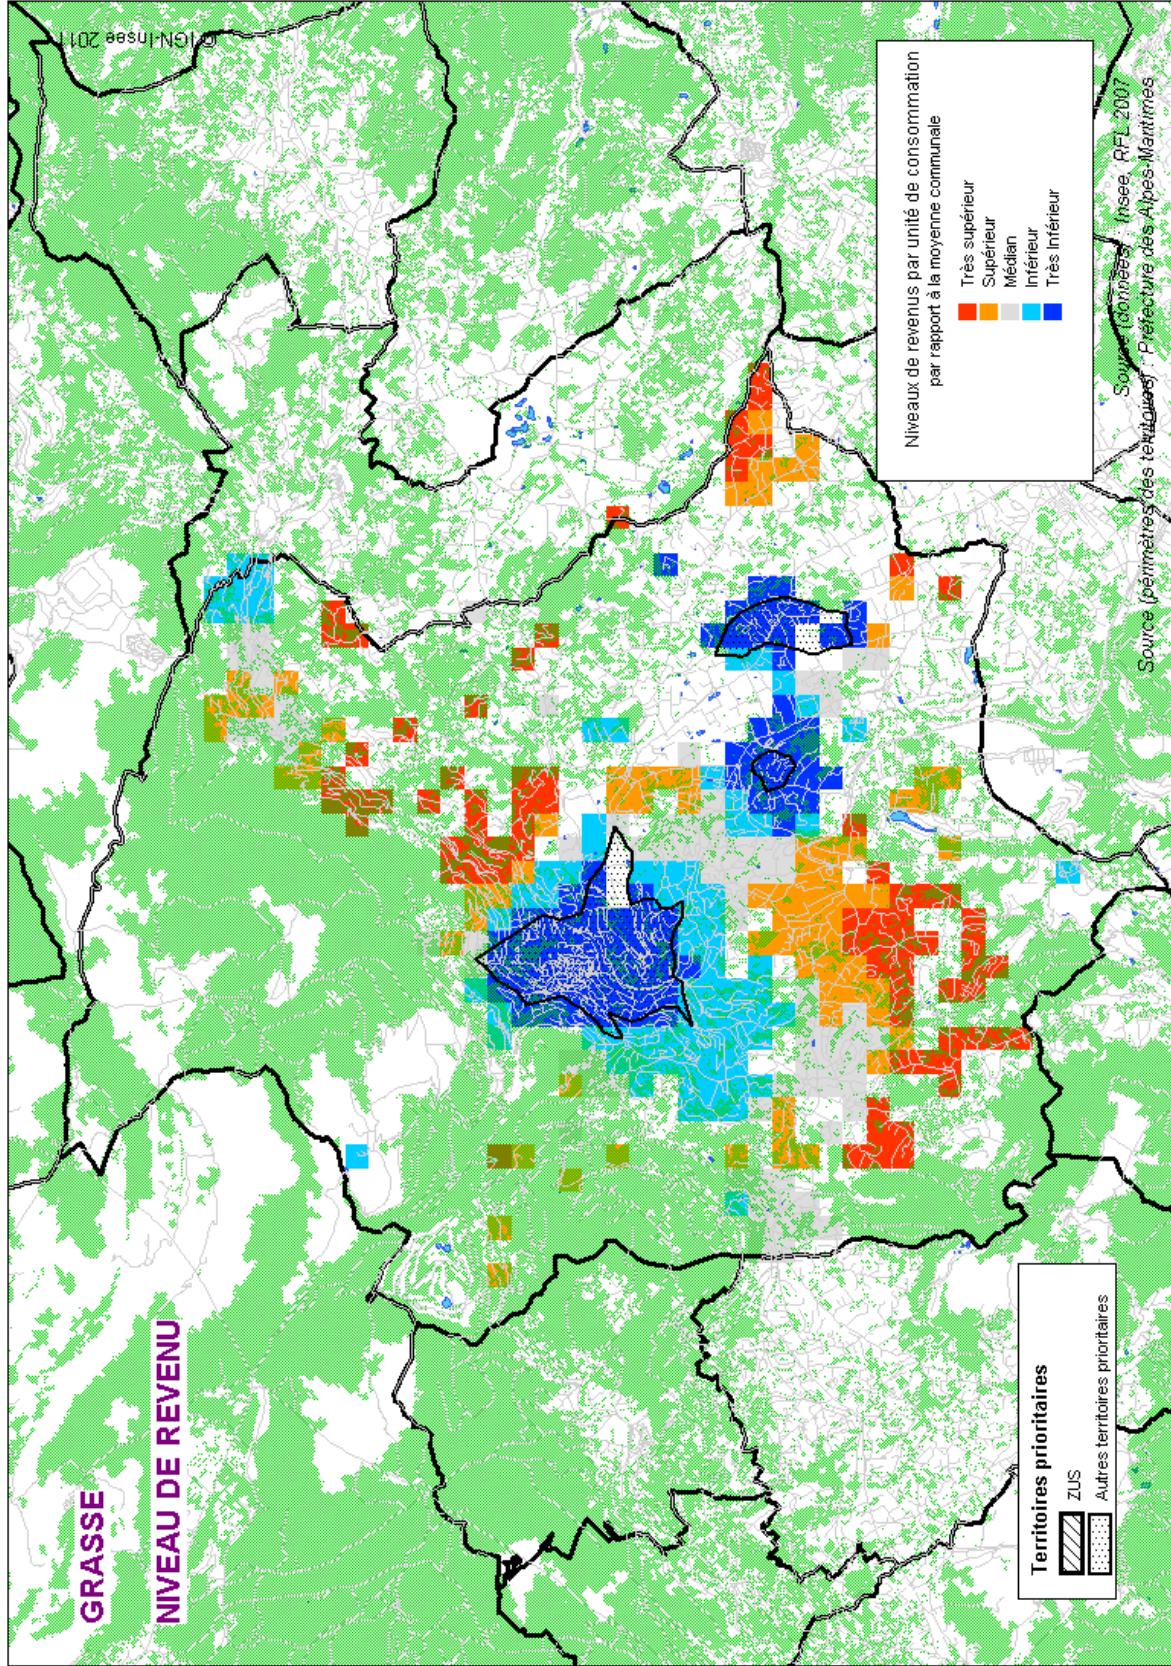 GRASSE
NIVEAU DE REVENU
© IGN-Insee 2011
Territoires prioritaires
ZUS
Autres territoires prioritaires
Niveaux de revenus par unité de consommation
par rapport à la moyenne communale
Très supérieur
Supérieur
Médian
Inférieur
Très Inférieur
Source (données) : Insee, RFL 2007
Source (périmètres des territoires) : Préfecture des Alpes-Maritimes